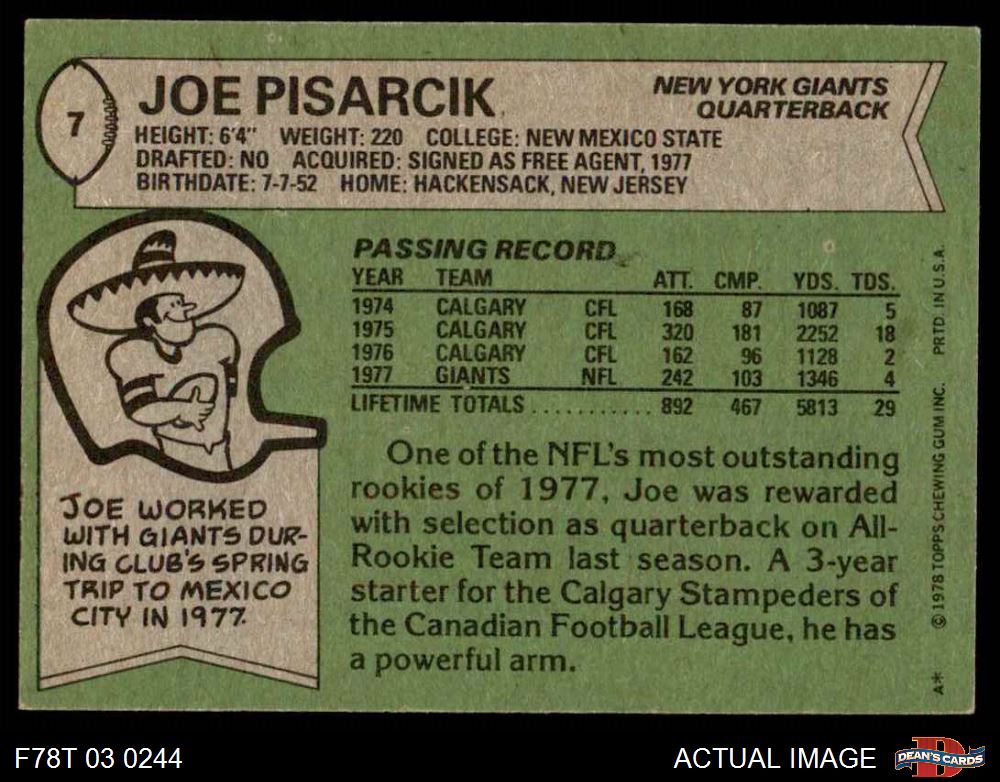 7
JOE PISARCIK
NEW YORK GIANTS
QUARTERBACK
HEIGHT: 6'4" WEIGHT: 220 COLLEGE: NEW MEXICO STATE
DRAFTED: NO ACQUIRED: SIGNED AS FREE AGENT, 1977
BIRTHDATE: 7-7-52 HOME: HACKENSACK, NEW JERSEY
PASSING RECORD
YEAR TEAM ATT. CMP. YDS. TDS.
1974 CALGARY CFL 168 87 1087 5
1975 CALGARY CFL 320 181 2252 18
1976 CALGARY CFL 162 96 1128 2
1977 GIANTS NFL 242 103 1346 4
LIFETIME TOTALS ........... 892 467 5813 29
One of the NFL's most outstanding
rookies of 1977, Joe was rewarded
with selection as quarterback on All-
Rookie Team last season. A 3-year
starter for the Calgary Stampeders of
the Canadian Football League, he has
a powerful arm.
JOE WORKED
WITH GIANTS DUR-
ING CLUB'S SPRING
TRIP TO MEXICO
CITY IN 1977.
A* © 1978 TOPPS CHEWING GUM INC. PRTD. IN U.S.A.
F78T 03 0244
ACTUAL IMAGE
D
DEAN'S CARDS